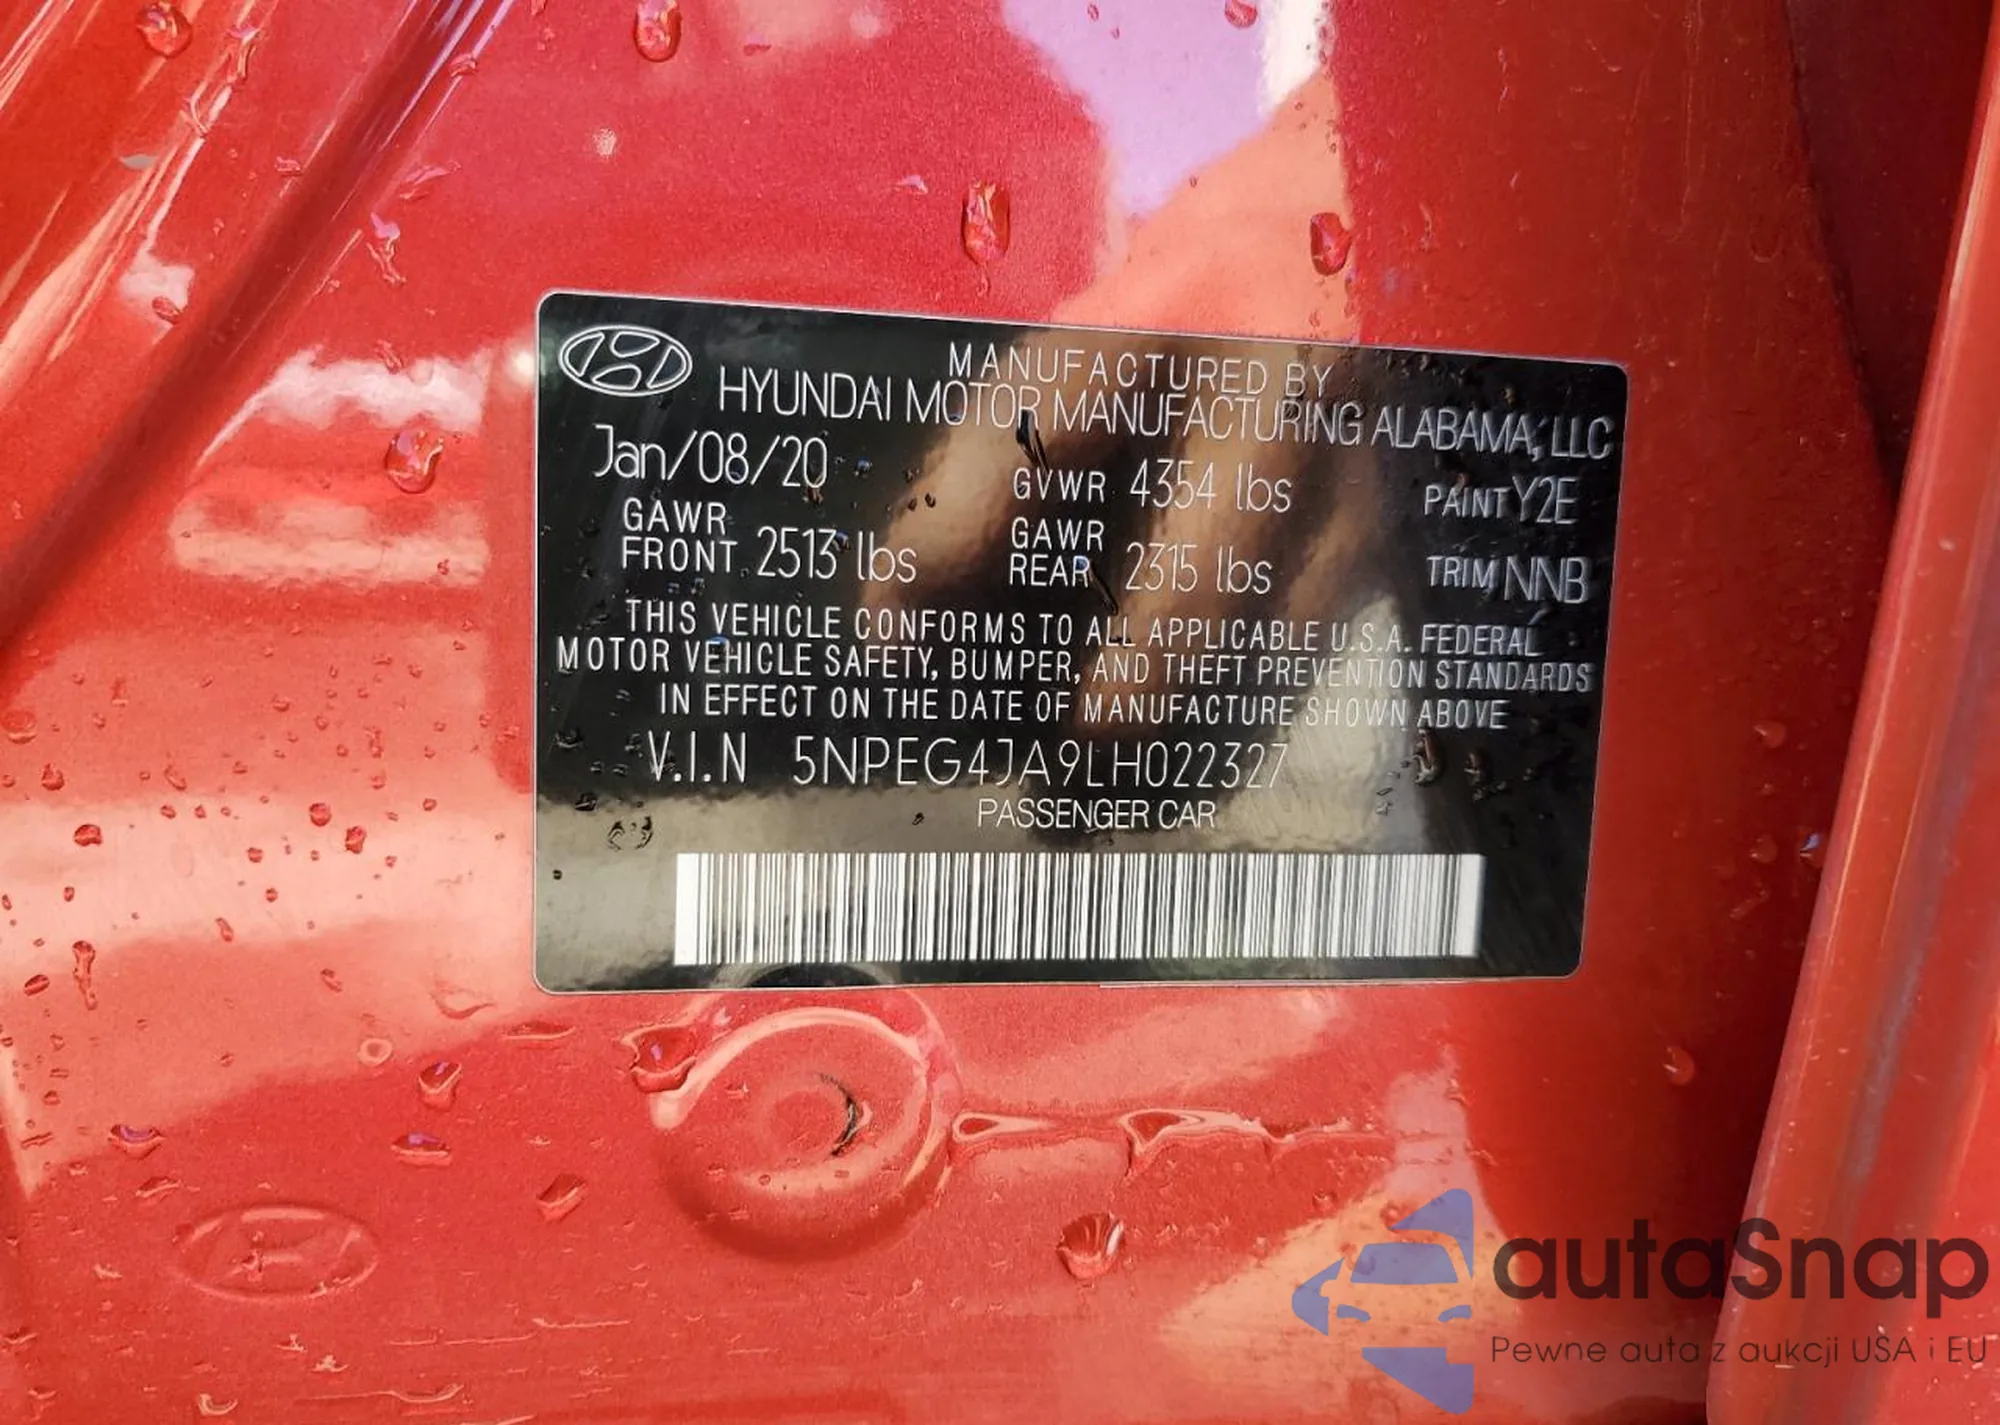 MANUFACTURED BY
HYUNDAI MOTOR MANUFACTURING ALABAMA, LLC
Jan/08/20
GVWR 4354 lbs
PAINT Y2E
GAWR
FRONT 2513 lbs
GAWR
REAR 2315 lbs
TRIM NNB
THIS VEHICLE CONFORMS TO ALL APPLICABLE U.S.A. FEDERAL
MOTOR VEHICLE SAFETY, BUMPER, AND THEFT PREVENTION STANDARDS
IN EFFECT ON THE DATE OF MANUFACTURE SHOWN ABOVE
V.I.N 5NPEG4JA9LH022327
PASSENGER CAR
autaSnap
Pewne auta z aukcji USA i EU